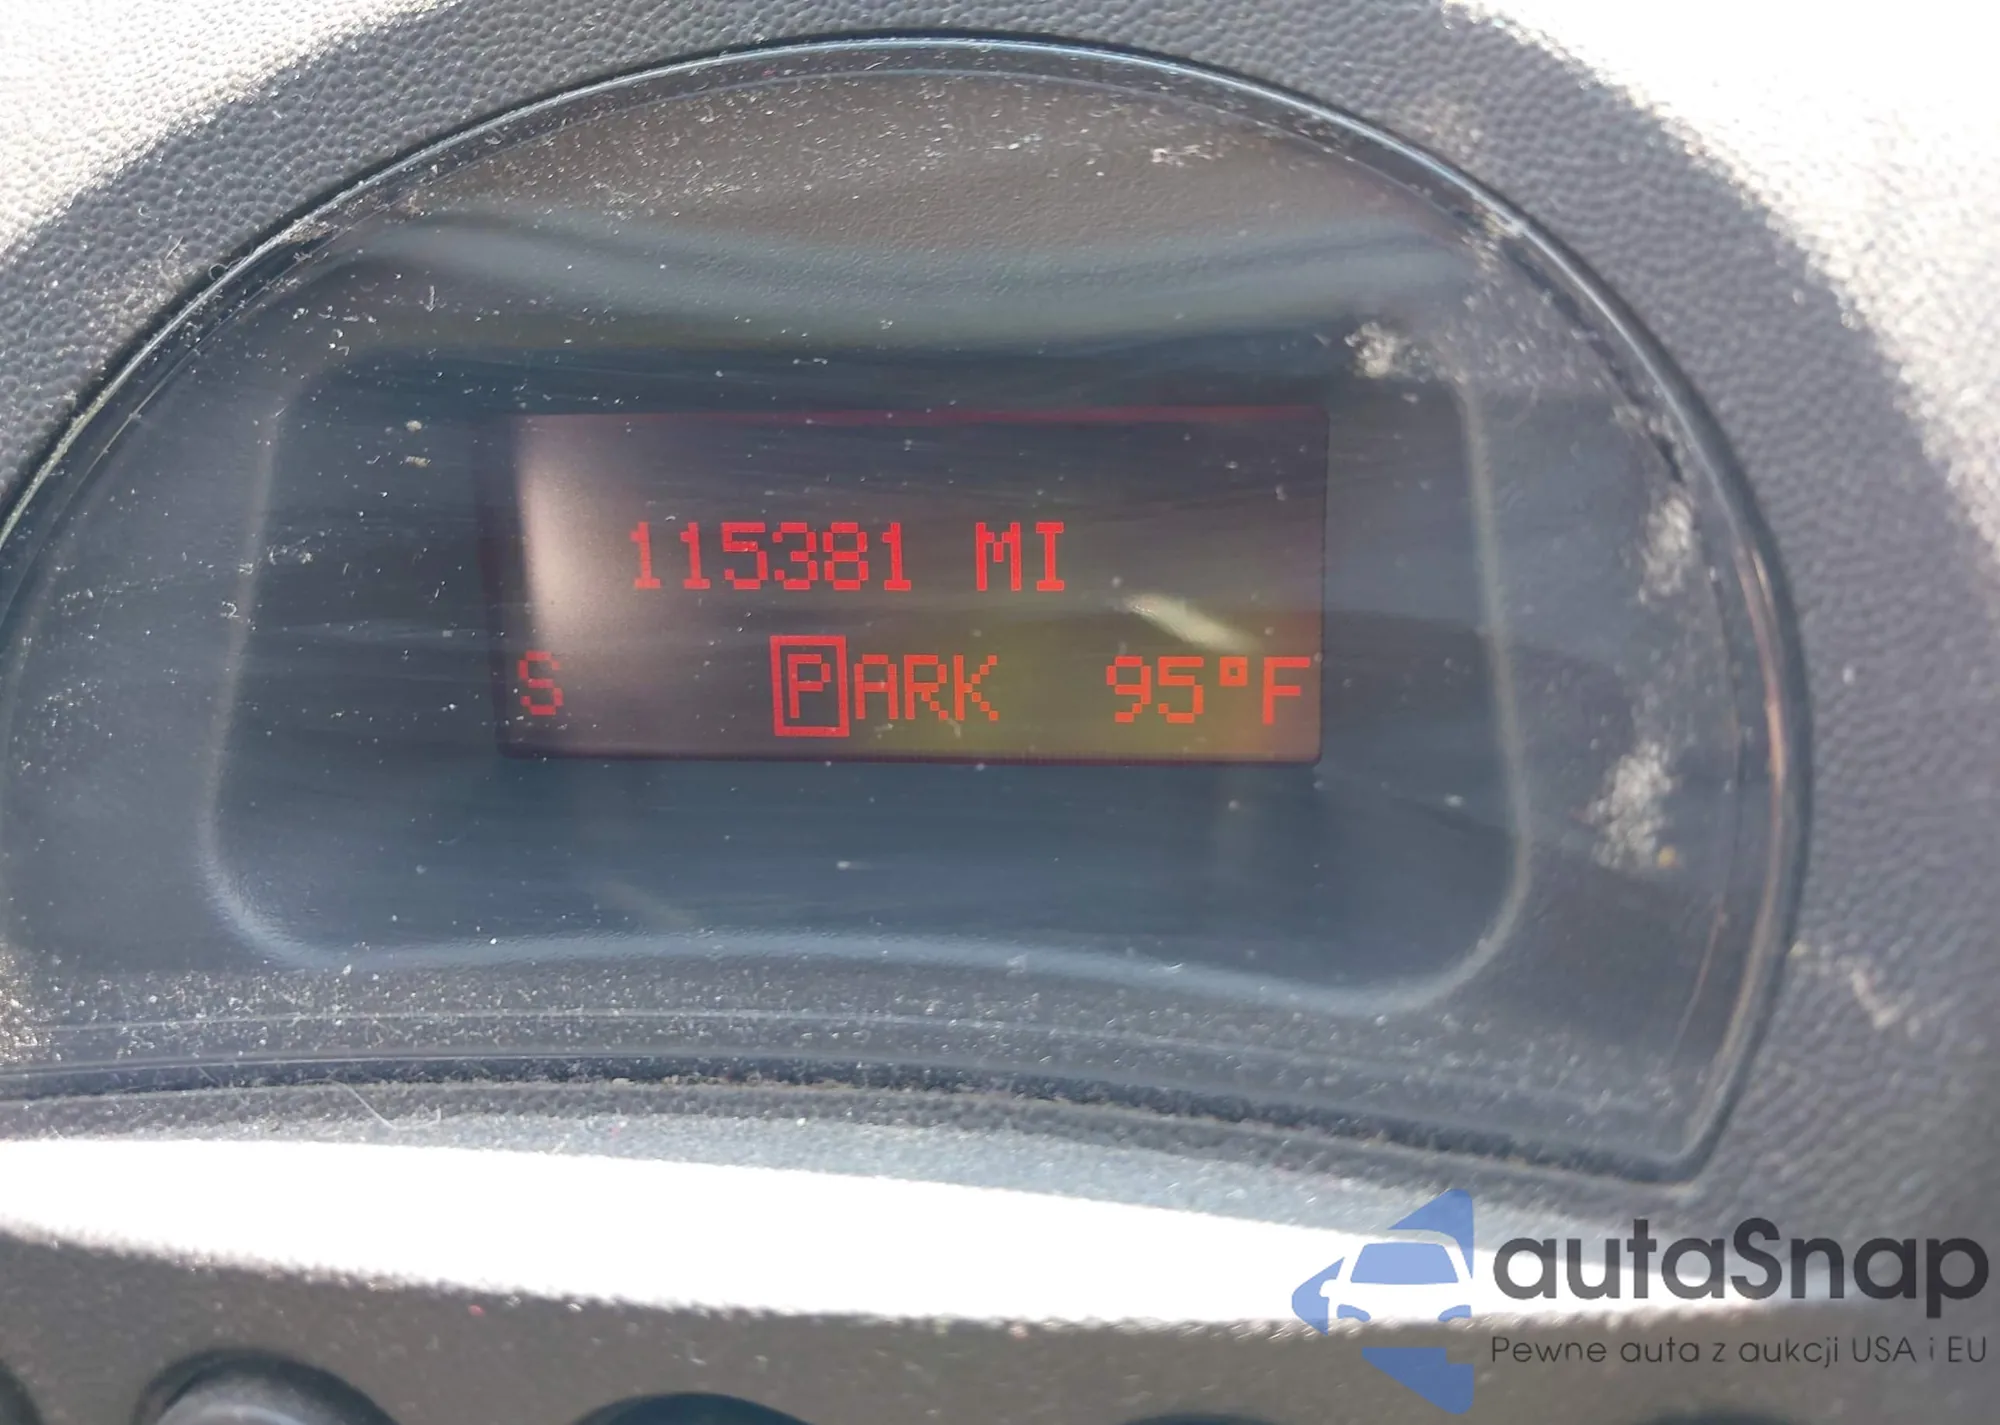 115381 MI
S PARK 95°F
autaSnap
Pewne auta z aukcji USA i EU